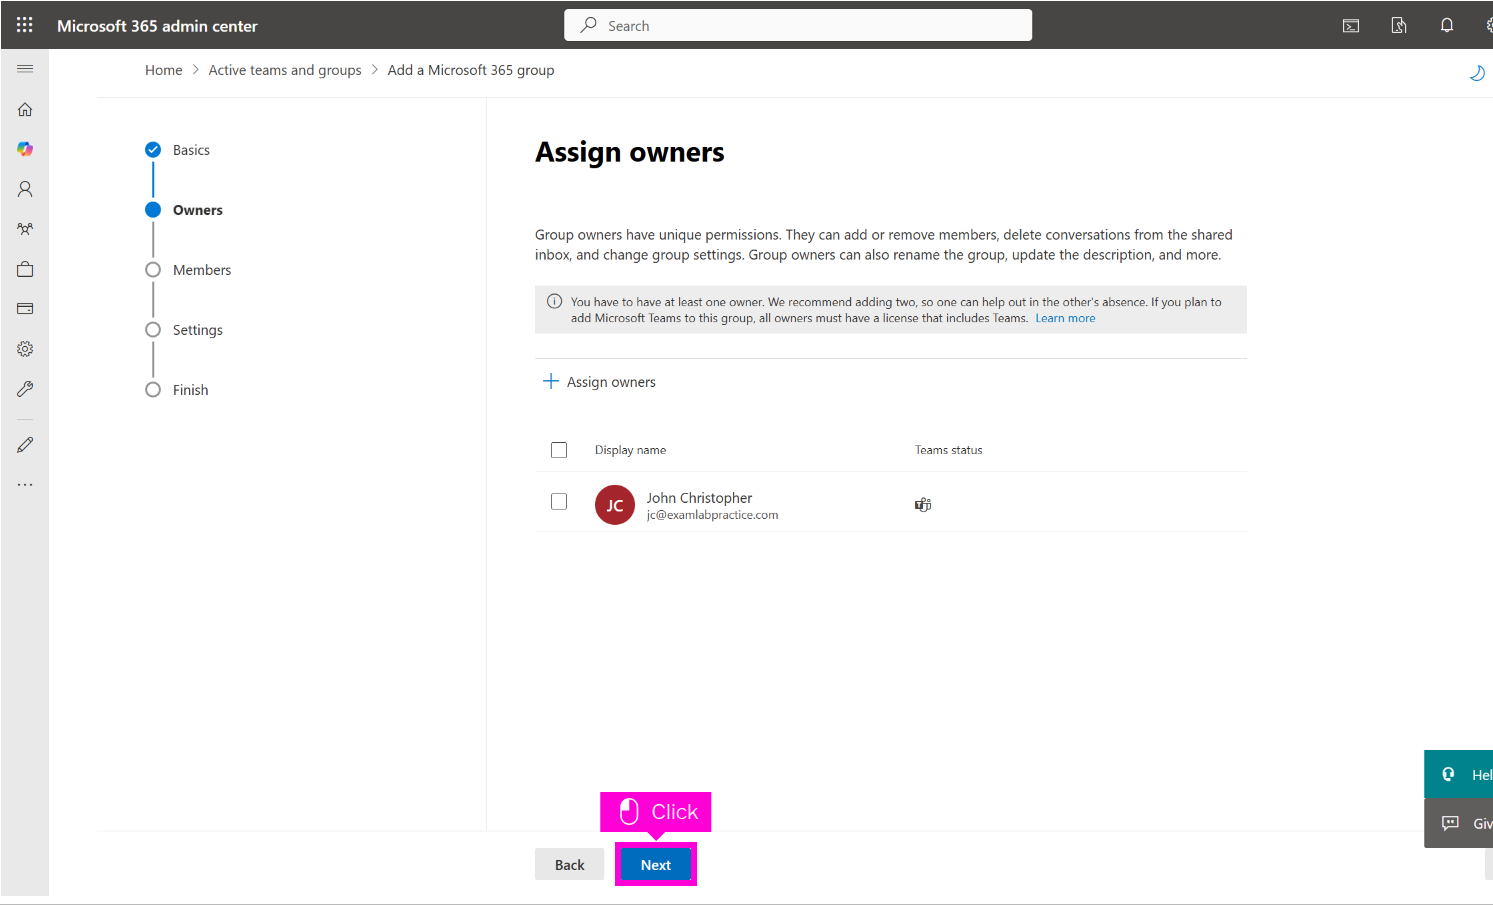 Microsoft 365 admin center
Search
Home > Active teams and groups > Add a Microsoft 365 group
Basics
Owners
Members
Settings
Finish
Assign owners
Group owners have unique permissions. They can add or remove members, delete conversations from the shared
inbox, and change group settings. Group owners can also rename the group, update the description, and more.
You have to have at least one owner. We recommend adding two, so one can help out in the other's absence. If you plan to
add Microsoft Teams to this group, all owners must have a license that includes Teams. Learn more
Assign owners
Display name Teams status
JC John Christopher
jc@examlabpractice.com
Hel
Giv
Click
Back Next